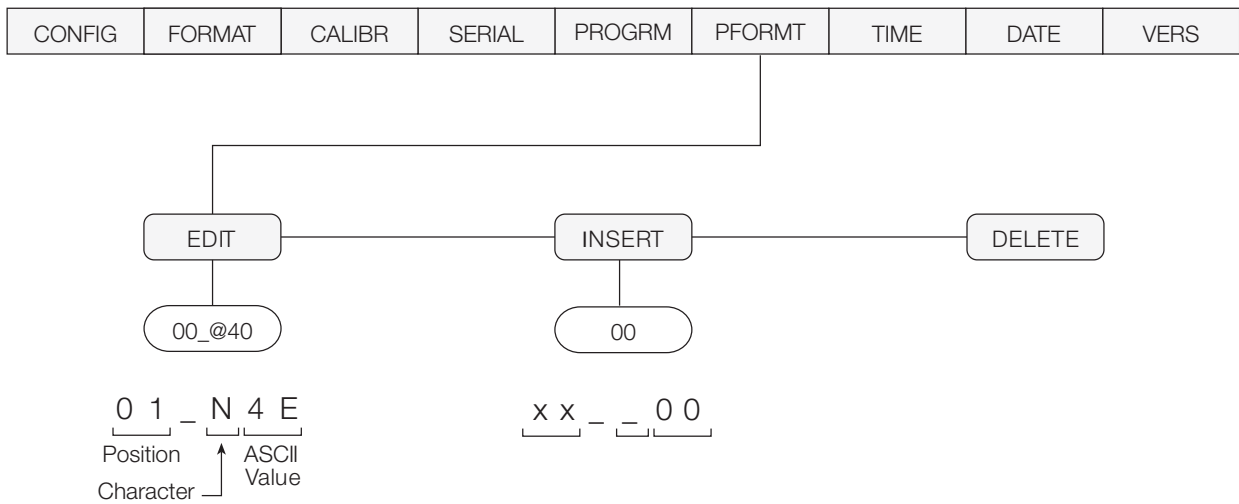 CONFIG FORMAT CALIBR SERIAL PROGRM PFORMT TIME DATE VERS
EDIT INSERT DELETE
00_@40 00
0 1 _ N 4 E x x _ _ 0 0
Position ASCII
Value
Character